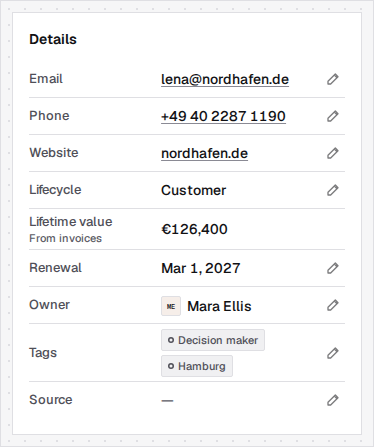 Details
Email lena@nordhafen.de
Phone +49 40 2287 1190
Website nordhafen.de
Lifecycle Customer
Lifetime value €126,400
From invoices
Renewal Mar 1, 2027
Owner ME Mara Ellis
Tags Decision maker
Hamburg
Source —